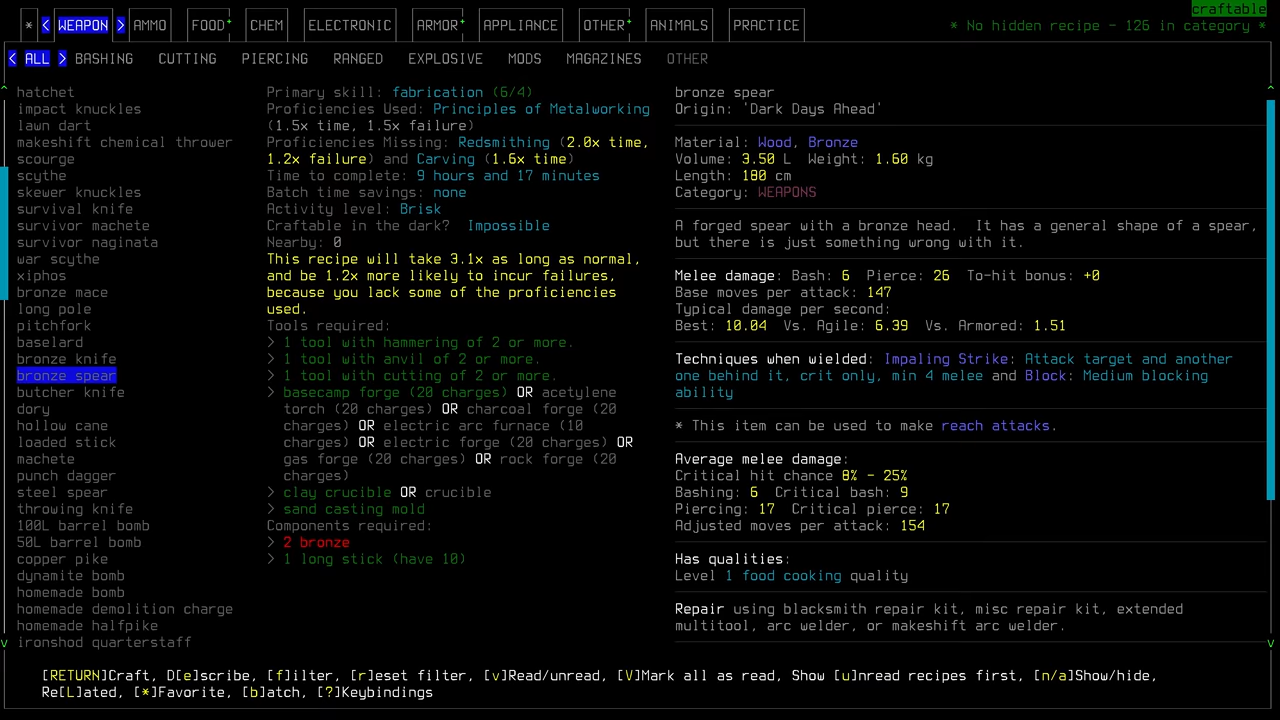 craftable
* < WEAPON > AMMO FOOD+ CHEM ELECTRONIC ARMOR+ APPLIANCE OTHER+ ANIMALS PRACTICE * No hidden recipe - 126 in category *
< ALL > BASHING CUTTING PIERCING RANGED EXPLOSIVE MODS MAGAZINES OTHER
hatchet
impact knuckles
lawn dart
makeshift chemical thrower
scourge
scythe
skewer knuckles
survival knife
survivor machete
survivor naginata
war scythe
xiphos
bronze mace
long pole
pitchfork
baselard
bronze knife
bronze spear
butcher knife
dory
hollow cane
loaded stick
machete
punch dagger
steel spear
throwing knife
100L barrel bomb
50L barrel bomb
copper pike
dynamite bomb
homemade bomb
homemade demolition charge
homemade halfpike
ironshod quarterstaff
Primary skill: fabrication (6/4)
Proficiencies Used: Principles of Metalworking
(1.5x time, 1.5x failure)
Proficiencies Missing: Redsmithing (2.0x time,
1.2x failure) and Carving (1.6x time)
Time to complete: 9 hours and 17 minutes
Batch time savings: none
Activity level: Brisk
Craftable in the dark? Impossible
Nearby: 0
This recipe will take 3.1x as long as normal,
and be 1.2x more likely to incur failures,
because you lack some of the proficiencies
used.
Tools required:
> 1 tool with hammering of 2 or more.
> 1 tool with anvil of 2 or more.
> 1 tool with cutting of 2 or more.
> basecamp forge (20 charges) OR acetylene
torch (20 charges) OR charcoal forge (20
charges) OR electric arc furnace (10
charges) OR electric forge (20 charges) OR
gas forge (20 charges) OR rock forge (20
charges)
> clay crucible OR crucible
> sand casting mold
Components required:
> 2 bronze
> 1 long stick (have 10)
bronze spear
Origin: 'Dark Days Ahead'
Material: Wood, Bronze
Volume: 3.50 L Weight: 1.60 kg
Length: 180 cm
Category: WEAPONS
A forged spear with a bronze head. It has a general shape of a spear,
but there is just something wrong with it.
Melee damage: Bash: 6 Pierce: 26 To-hit bonus: +0
Base moves per attack: 147
Typical damage per second:
Best: 10.04 Vs. Agile: 6.39 Vs. Armored: 1.51
Techniques when wielded: Impaling Strike: Attack target and another
one behind it, crit only, min 4 melee and Block: Medium blocking
ability
* This item can be used to make reach attacks.
Average melee damage:
Critical hit chance 8% - 25%
Bashing: 6 Critical bash: 9
Piercing: 17 Critical pierce: 17
Adjusted moves per attack: 154
Has qualities:
Level 1 food cooking quality
Repair using blacksmith repair kit, misc repair kit, extended
multitool, arc welder, or makeshift arc welder.
[RETURN]Craft, D[e]scribe, [f]ilter, [r]eset filter, [v]Read/unread, [V]Mark all as read, Show [u]nread recipes first, [n/a]Show/hide,
Re[L]ated, [*]Favorite, [b]atch, [?]Keybindings